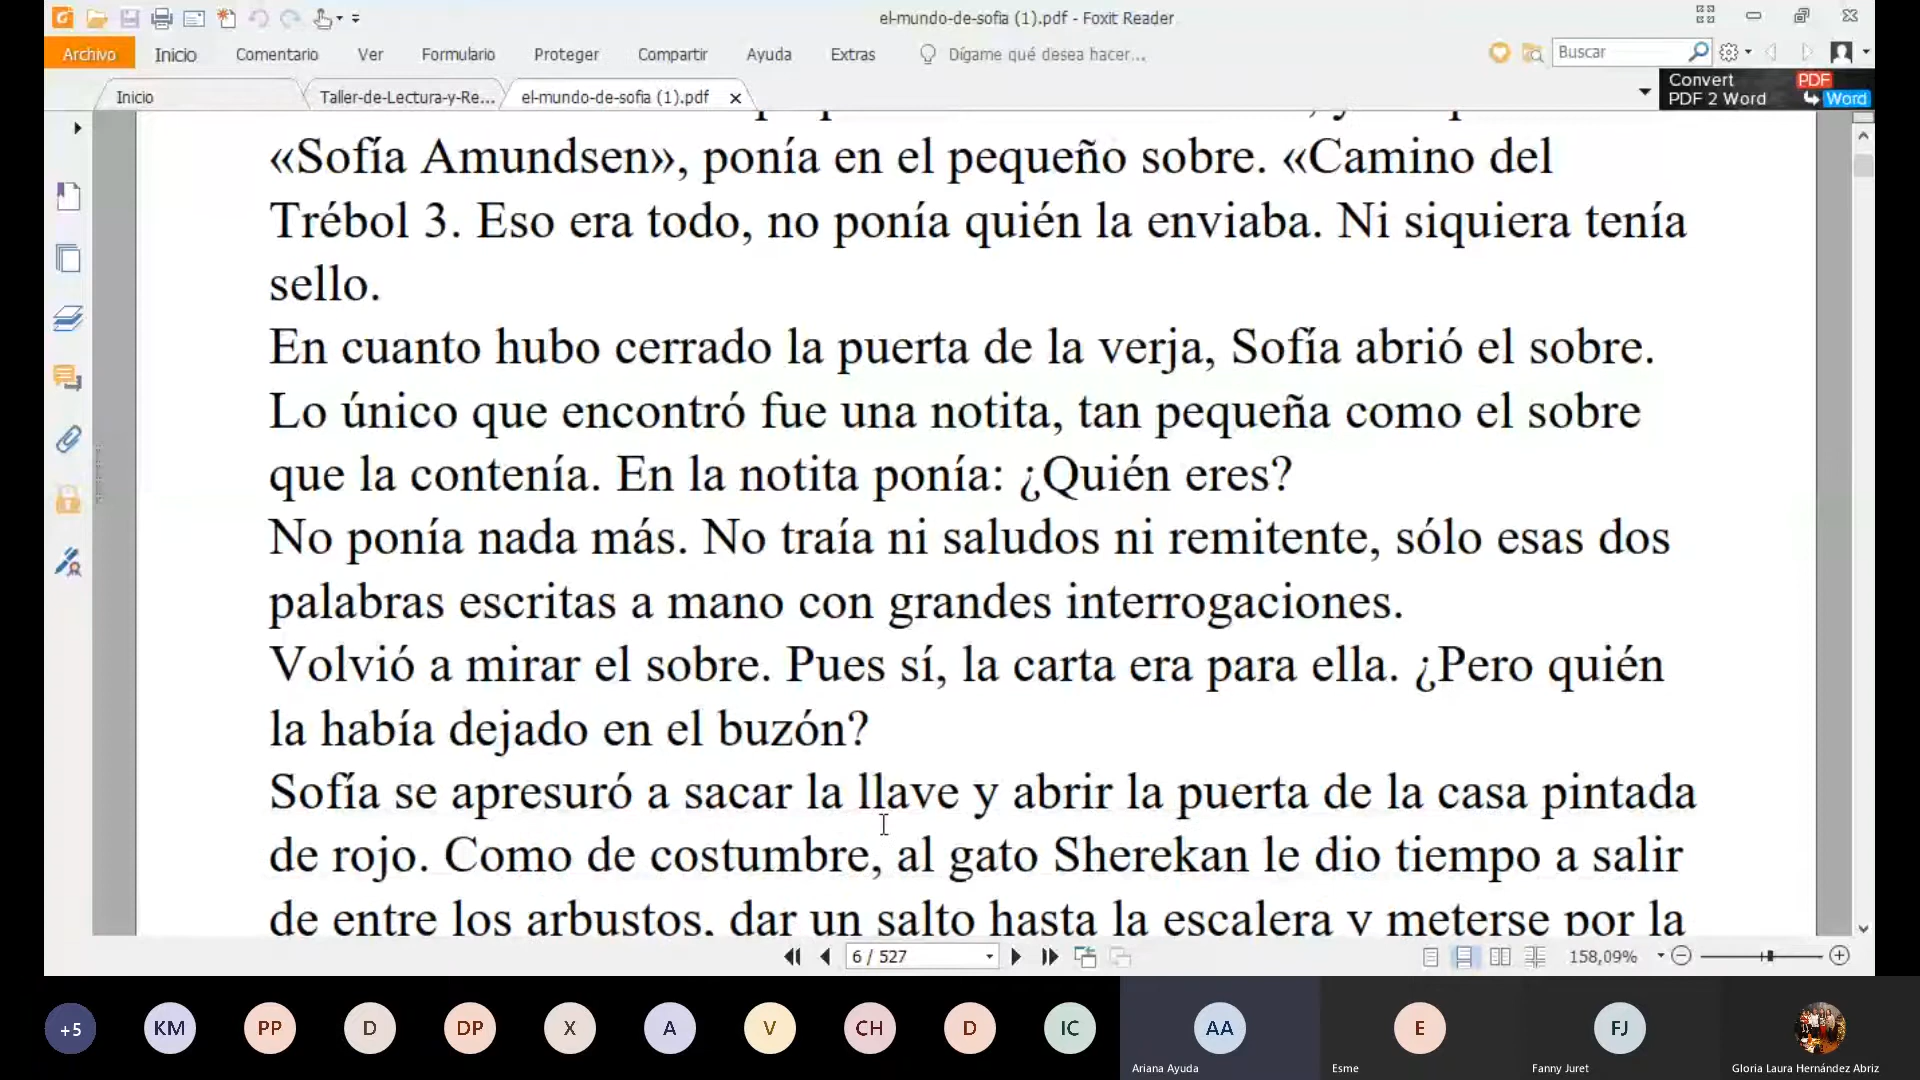 el-mundo-de-sofia (1).pdf - Foxit Reader
Archivo Inicio Comentario Ver Formulario Proteger Compartir Ayuda Extras Dígame qué desea hacer... Buscar
Convert PDF
PDF 2 Word Word
Inicio Taller-de-Lectura-y-Re... el-mundo-de-sofia (1).pdf
«Sofía Amundsen», ponía en el pequeño sobre. «Camino del
Trébol 3. Eso era todo, no ponía quién la enviaba. Ni siquiera tenía
sello.
En cuanto hubo cerrado la puerta de la verja, Sofía abrió el sobre.
Lo único que encontró fue una notita, tan pequeña como el sobre
que la contenía. En la notita ponía: ¿Quién eres?
No ponía nada más. No traía ni saludos ni remitente, sólo esas dos
palabras escritas a mano con grandes interrogaciones.
Volvió a mirar el sobre. Pues sí, la carta era para ella. ¿Pero quién
la había dejado en el buzón?
Sofía se apresuró a sacar la llave y abrir la puerta de la casa pintada
de rojo. Como de costumbre, al gato Sherekan le dio tiempo a salir
de entre los arbustos, dar un salto hasta la escalera y meterse por la
6 / 527 158,09%
+5 KM PP D DP X A V CH D IC AA E FJ
Ariana Ayuda Esme Fanny Juret Gloria Laura Hernández Abriz